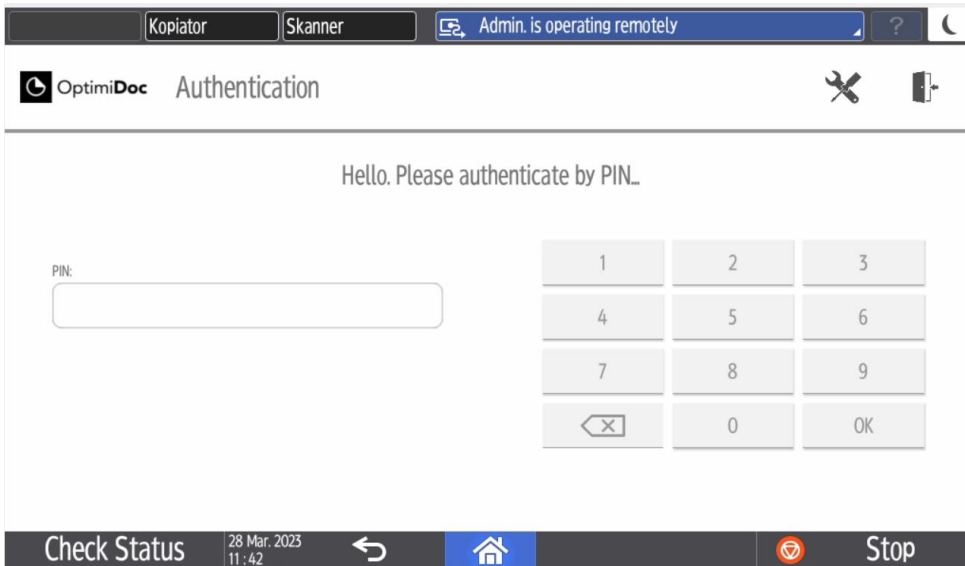 Kopiator Skanner Admin. is operating remotely ?
OptimiDoc Authentication
Hello. Please authenticate by PIN...
PIN:
1 2 3
4 5 6
7 8 9
0 OK
Check Status 28 Mar. 2023 Stop
11:42